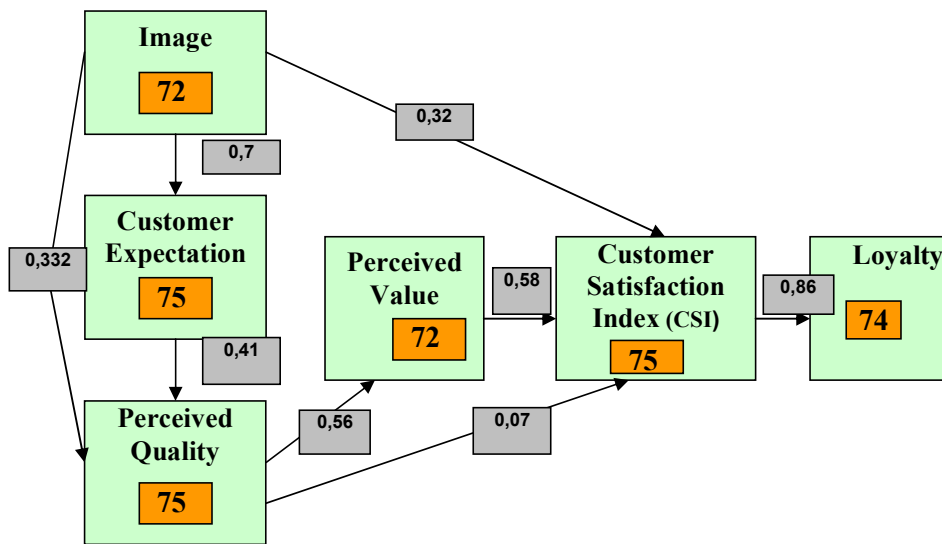 Image
72
0,32
0,7
Customer
Expectation
75
0,332
Perceived
Value
72
0,58
Customer
Satisfaction
Index (CSI)
75
0,86
Loyalty
74
0,41
Perceived
Quality
75
0,56
0,07